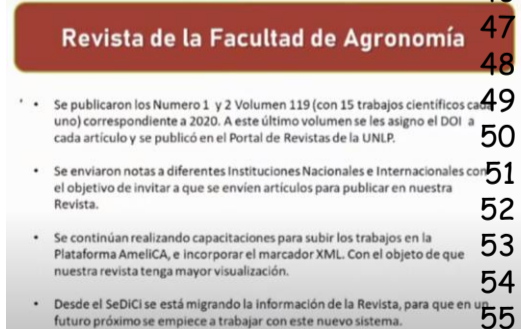 Revista de la Facultad de Agronomía
47
48
• Se publicaron los Numero 1 y 2 Volumen 119 (con 15 trabajos científicos cada
49
uno) correspondiente a 2020. A este último volumen se les asigno el DOI a
cada artículo y se publicó en el Portal de Revistas de la UNLP.
50
• Se enviaron notas a diferentes Instituciones Nacionales e Internacionales con
51
el objetivo de invitar a que se envíen artículos para publicar en nuestra
Revista.
52
• Se continúan realizando capacitaciones para subir los trabajos en la
53
Plataforma AmeliCA, e incorporar el marcador XML. Con el objeto de que
nuestra revista tenga mayor visualización.
54
• Desde el SeDiCi se está migrando la información de la Revista, para que en un
55
futuro próximo se empiece a trabajar con este nuevo sistema.